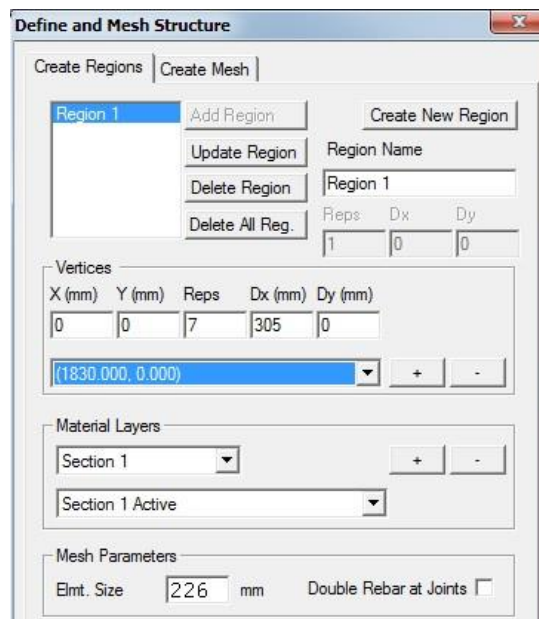 Define and Mesh Structure
Create Regions Create Mesh
Region 1 Add Region Create New Region
Update Region Region Name
Delete Region Region 1
Delete All Reg. Reps Dx Dy
1 0 0
Vertices
X (mm) Y (mm) Reps Dx (mm) Dy (mm)
0 0 7 305 0
(1830.000, 0.000) + -
Material Layers
Section 1 + -
Section 1 Active
Mesh Parameters
Elmt. Size 226 mm Double Rebar at Joints